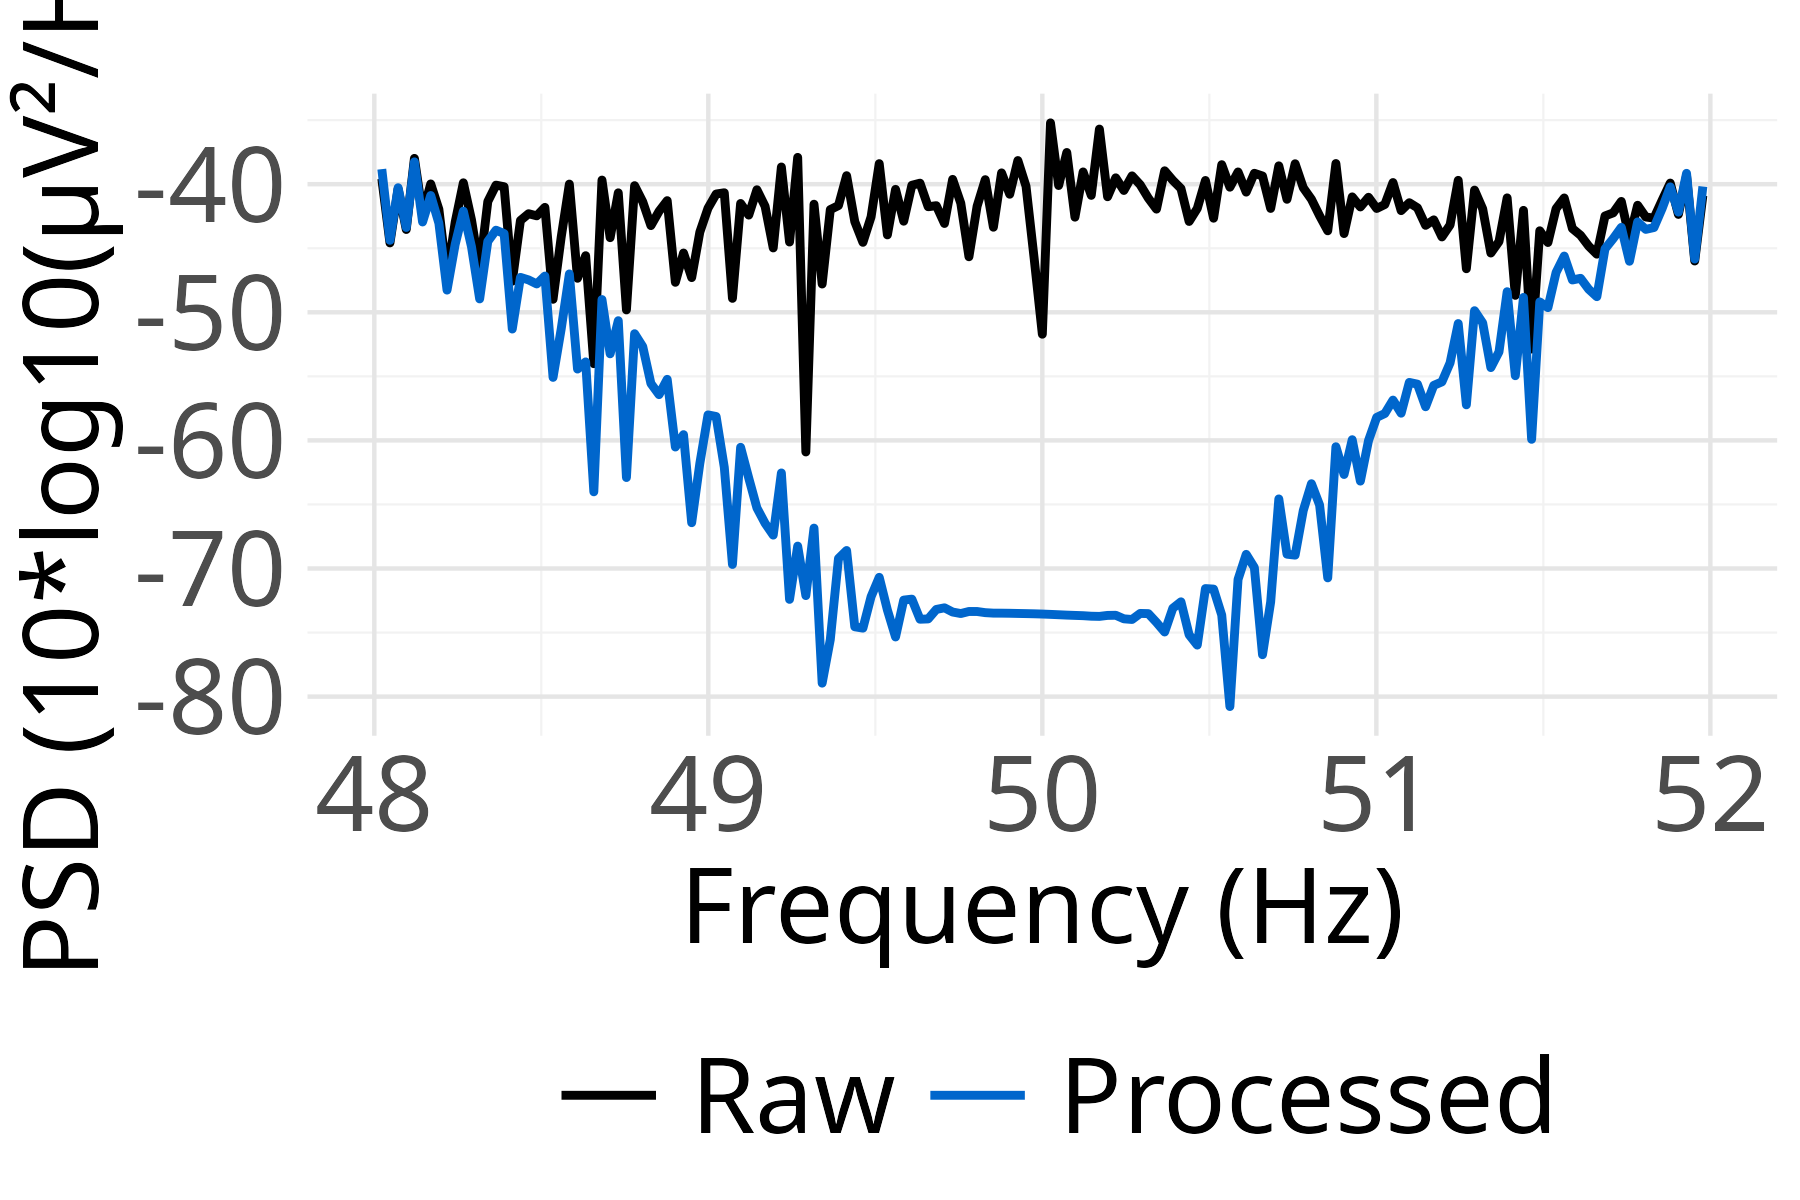 PSD (10*log10(µV²/H
-40
-50
-60
-70
-80
48 49 50 51 52
Frequency (Hz)
Raw Processed